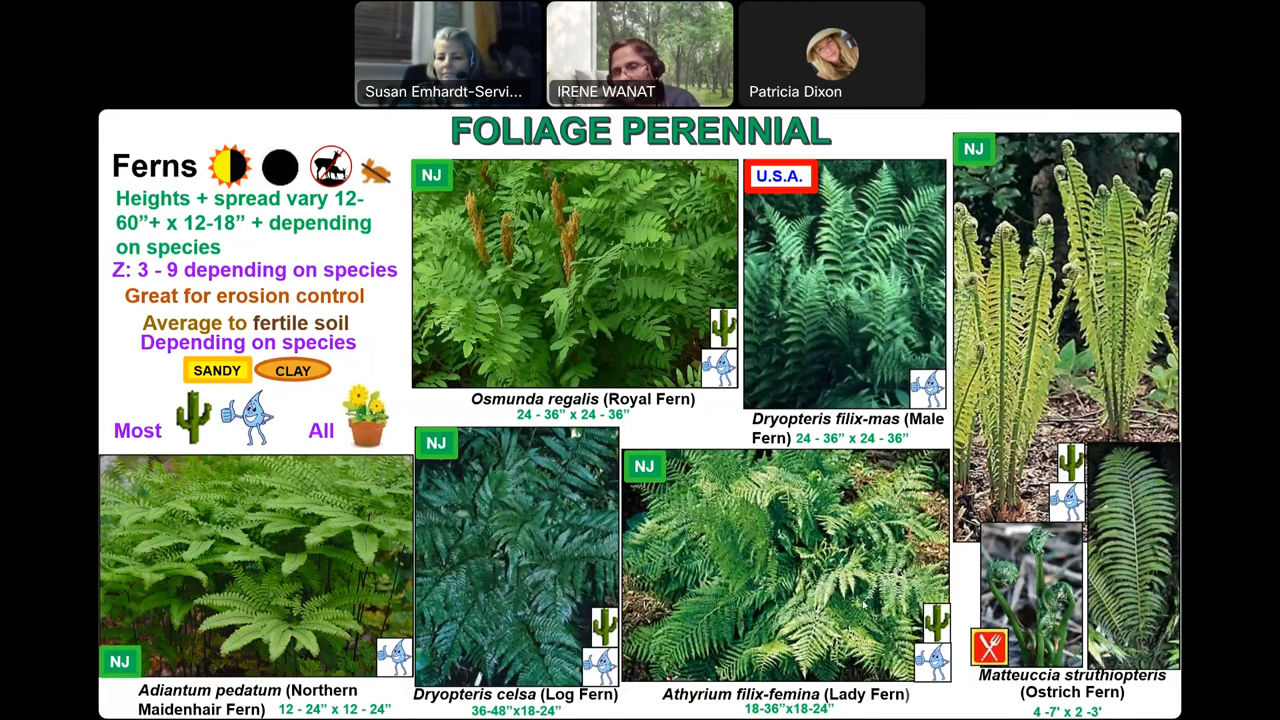 Susan Emhardt-Servi...
IRENE WANAT
Patricia Dixon
FOLIAGE PERENNIAL
Ferns
Heights + spread vary 12-
60”+ x 12-18” + depending
on species
Z: 3 - 9 depending on species
Great for erosion control
Average to fertile soil
Depending on species
SANDY
CLAY
Most
All
NJ
Osmunda regalis (Royal Fern)
24 - 36” x 24 - 36”
U.S.A.
Dryopteris filix-mas (Male
Fern) 24 - 36” x 24 - 36”
NJ
NJ
Adiantum pedatum (Northern
Maidenhair Fern) 12 - 24” x 12 - 24”
NJ
Dryopteris celsa (Log Fern)
36-48”x18-24”
NJ
Athyrium filix-femina (Lady Fern)
18-36”x18-24”
Matteuccia struthiopteris
(Ostrich Fern)
4 -7' x 2 -3'